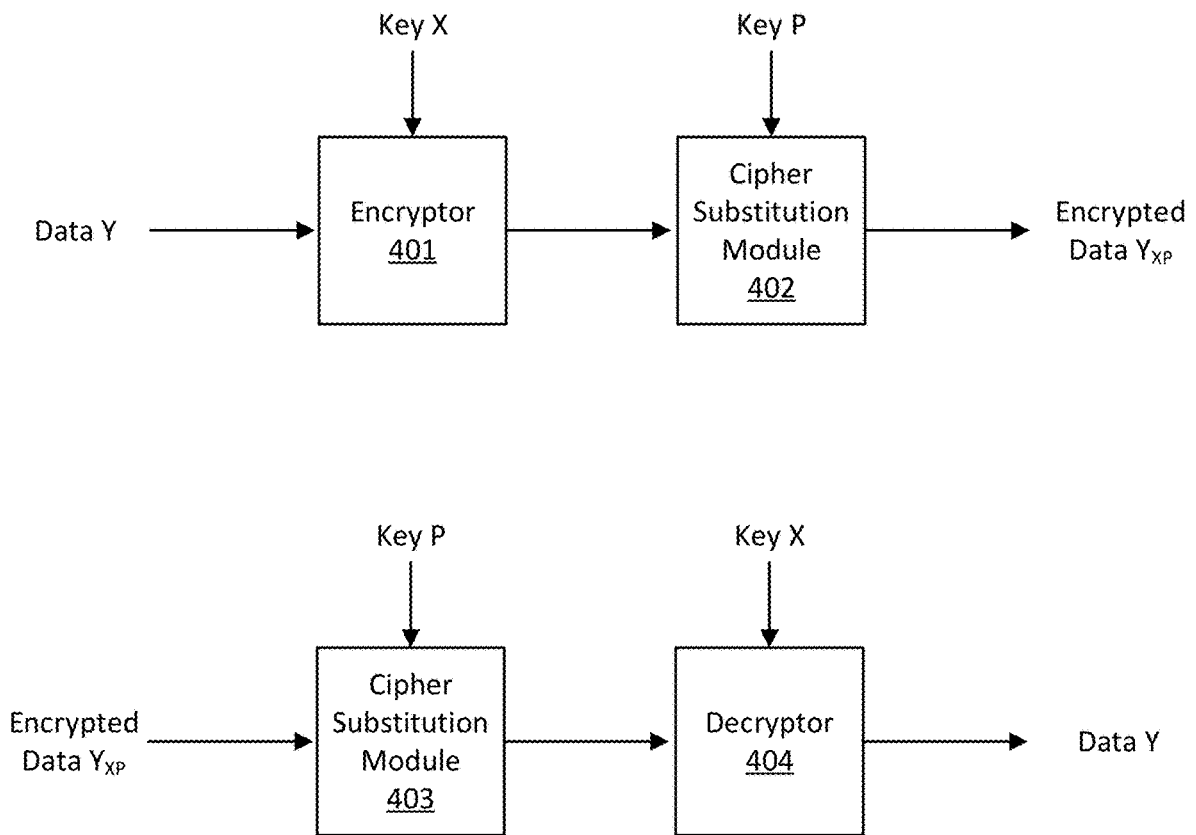 Key X
Key P
Data Y
Encryptor
401
Cipher
Substitution
Module
402
Encrypted
Data Y_XP
Key P
Key X
Encrypted
Data Y_XP
Cipher
Substitution
Module
403
Decryptor
404
Data Y